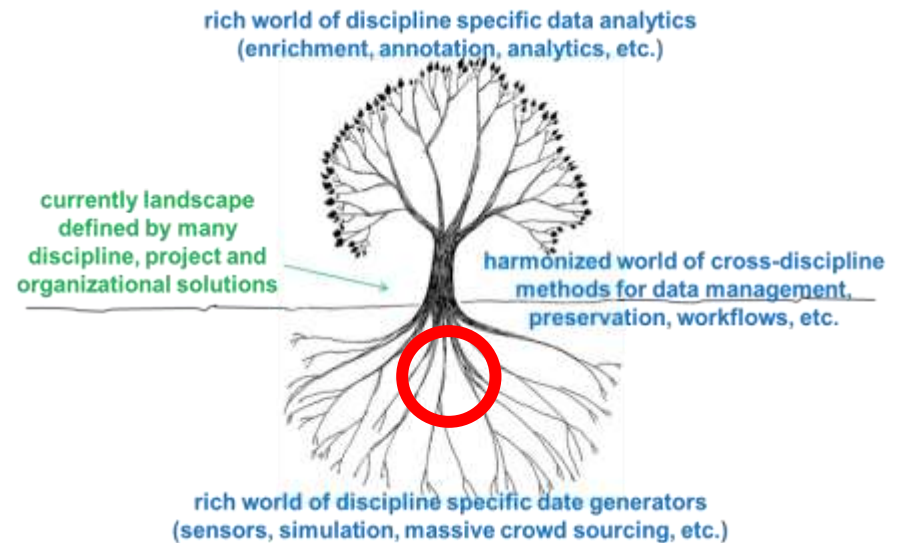 rich world of discipline specific data analytics
(enrichment, annotation, analytics, etc.)
currently landscape
defined by many
discipline, project and
organizational solutions
harmonized world of cross-discipline
methods for data management,
preservation, workflows, etc.
rich world of discipline specific date generators
(sensors, simulation, massive crowd sourcing, etc.)